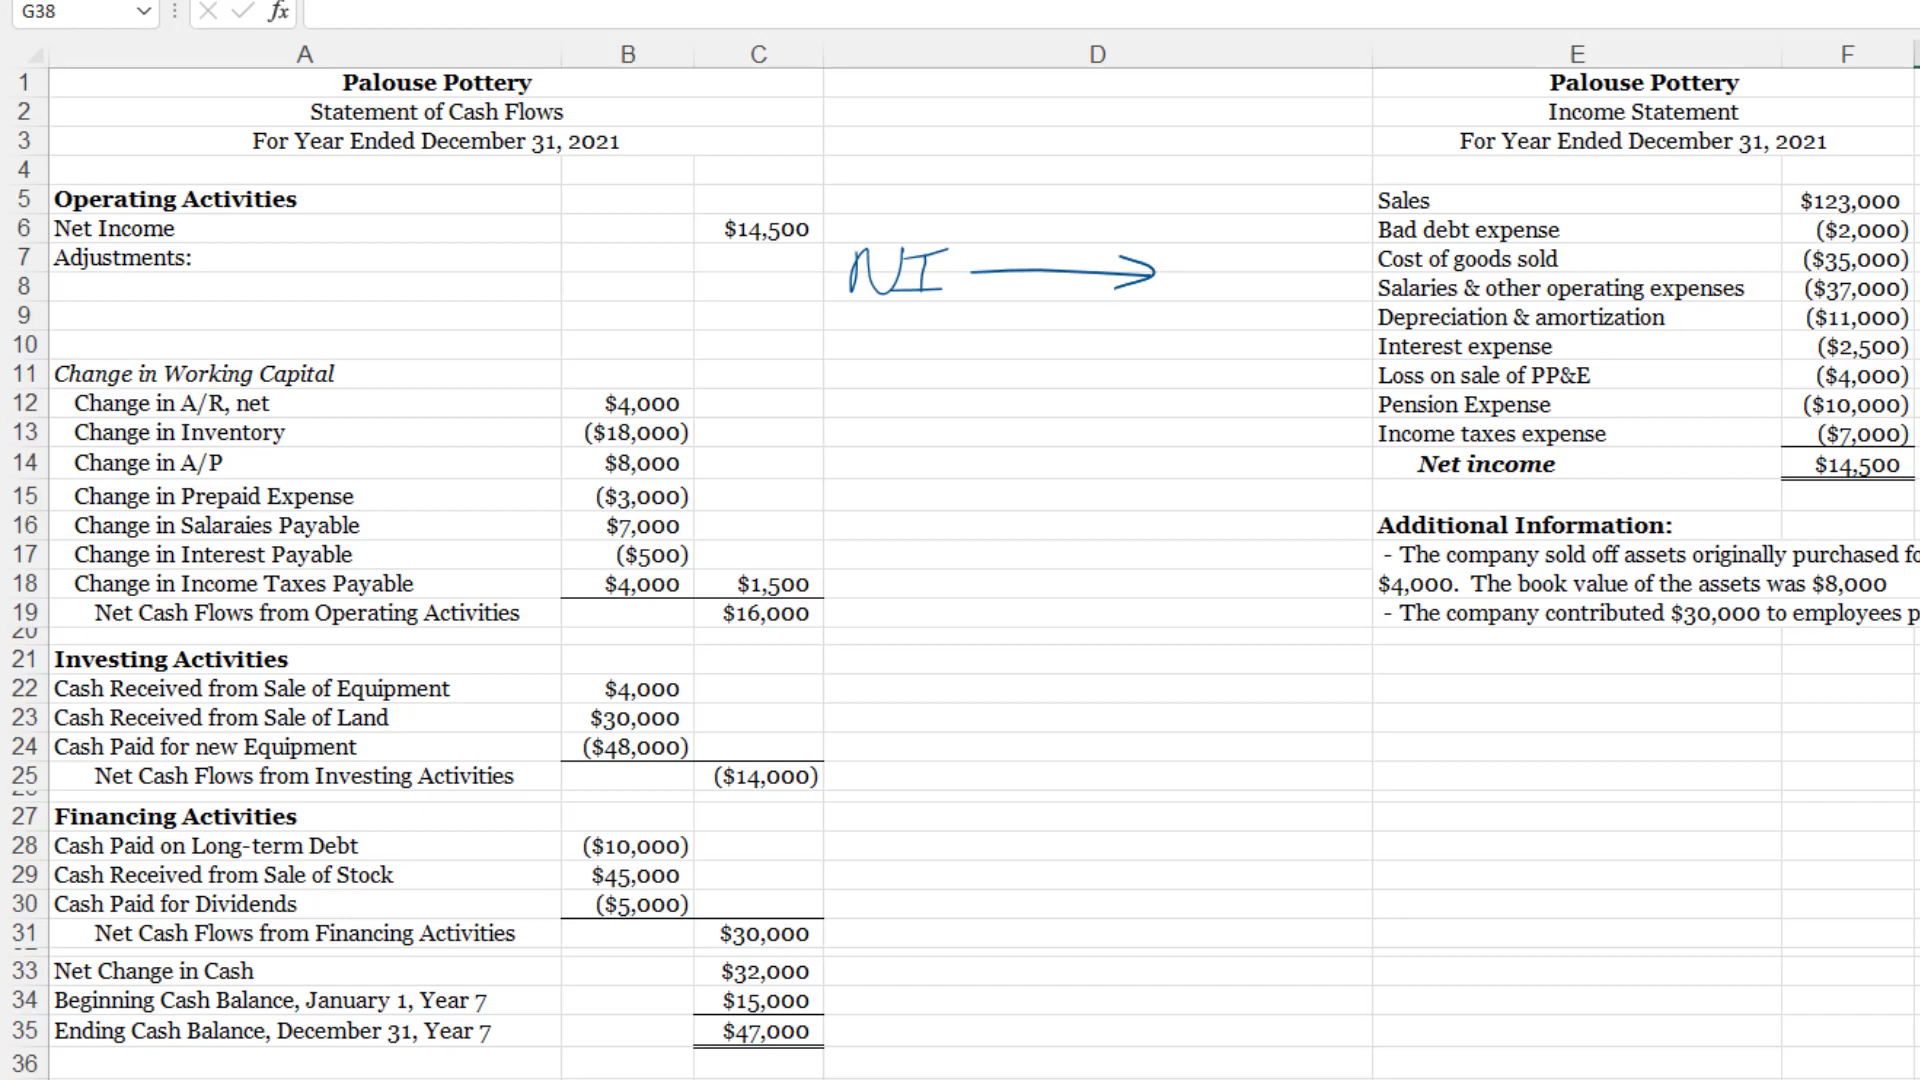 G38
fx
A B C D E F
1 Palouse Pottery Palouse Pottery
2 Statement of Cash Flows Income Statement
3 For Year Ended December 31, 2021 For Year Ended December 31, 2021
4
5 Operating Activities Sales $123,000
6 Net Income $14,500 Bad debt expense ($2,000)
7 Adjustments: Cost of goods sold ($35,000)
NI
8 Salaries & other operating expenses ($37,000)
9 Depreciation & amortization ($11,000)
10 Interest expense ($2,500)
11 Change in Working Capital Loss on sale of PP&E ($4,000)
12 Change in A/R, net $4,000 Pension Expense ($10,000)
13 Change in Inventory ($18,000) Income taxes expense ($7,000)
14 Change in A/P $8,000 Net income $14,500
15 Change in Prepaid Expense ($3,000)
16 Change in Salaraies Payable $7,000 Additional Information:
17 Change in Interest Payable ($500) - The company sold off assets originally purchased fo
18 Change in Income Taxes Payable $4,000 $1,500 $4,000. The book value of the assets was $8,000
19 Net Cash Flows from Operating Activities $16,000 - The company contributed $30,000 to employees p
20
21 Investing Activities
22 Cash Received from Sale of Equipment $4,000
23 Cash Received from Sale of Land $30,000
24 Cash Paid for new Equipment ($48,000)
25 Net Cash Flows from Investing Activities ($14,000)
27 Financing Activities
28 Cash Paid on Long-term Debt ($10,000)
29 Cash Received from Sale of Stock $45,000
30 Cash Paid for Dividends ($5,000)
31 Net Cash Flows from Financing Activities $30,000
33 Net Change in Cash $32,000
34 Beginning Cash Balance, January 1, Year 7 $15,000
35 Ending Cash Balance, December 31, Year 7 $47,000
36